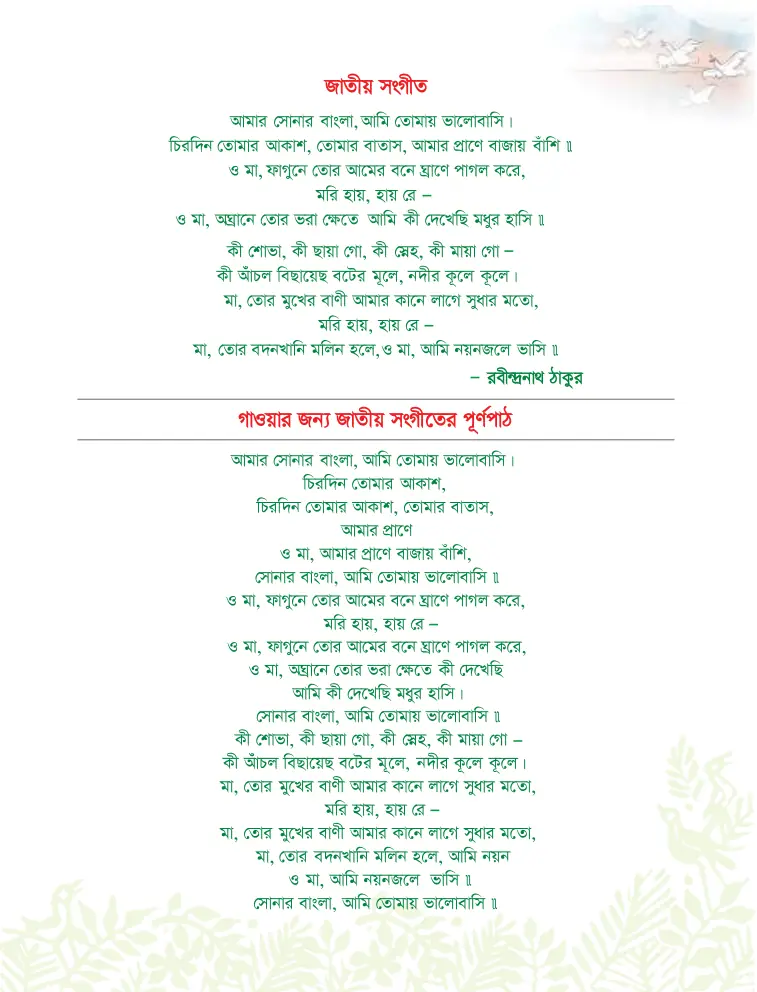 জাতীয় সংগীত
আমার সোনার বাংলা, আমি তোমায় ভালোবাসি।
চিরদিন তোমার আকাশ, তোমার বাতাস, আমার প্রাণে বাজায় বাঁশি॥
ও মা, ফাগুনে তোর আমের বনে ঘ্রাণে পাগল করে,
মরি হায়, হায় রে –
ও মা, অঘ্রানে তোর ভরা ক্ষেতে আমি কী দেখেছি মধুর হাসি॥
কী শোভা, কী ছায়া গো, কী স্নেহ, কী মায়া গো –
কী আঁচল বিছায়েছ বটের মূলে, নদীর কূলে কূলে।
মা, তোর মুখের বাণী আমার কানে লাগে সুধার মতো,
মরি হায়, হায় রে –
মা, তোর বদনখানি মলিন হলে, ও মা, আমি নয়নজলে ভাসি॥
– রবীন্দ্রনাথ ঠাকুর
গাওয়ার জন্য জাতীয় সংগীতের পূর্ণপাঠ
আমার সোনার বাংলা, আমি তোমায় ভালোবাসি।
চিরদিন তোমার আকাশ,
চিরদিন তোমার আকাশ, তোমার বাতাস,
আমার প্রাণে
ও মা, আমার প্রাণে বাজায় বাঁশি,
সোনার বাংলা, আমি তোমায় ভালোবাসি॥
ও মা, ফাগুনে তোর আমের বনে ঘ্রাণে পাগল করে,
মরি হায়, হায় রে –
ও মা, ফাগুনে তোর আমের বনে ঘ্রাণে পাগল করে,
ও মা, অঘ্রানে তোর ভরা ক্ষেতে কী দেখেছি
আমি কী দেখেছি মধুর হাসি।
সোনার বাংলা, আমি তোমায় ভালোবাসি॥
কী শোভা, কী ছায়া গো, কী স্নেহ, কী মায়া গো –
কী আঁচল বিছায়েছ বটের মূলে, নদীর কূলে কূলে।
মা, তোর মুখের বাণী আমার কানে লাগে সুধার মতো,
মরি হায়, হায় রে –
মা, তোর মুখের বাণী আমার কানে লাগে সুধার মতো,
মা, তোর বদনখানি মলিন হলে, আমি নয়ন
ও মা, আমি নয়নজলে ভাসি॥
সোনার বাংলা, আমি তোমায় ভালোবাসি॥